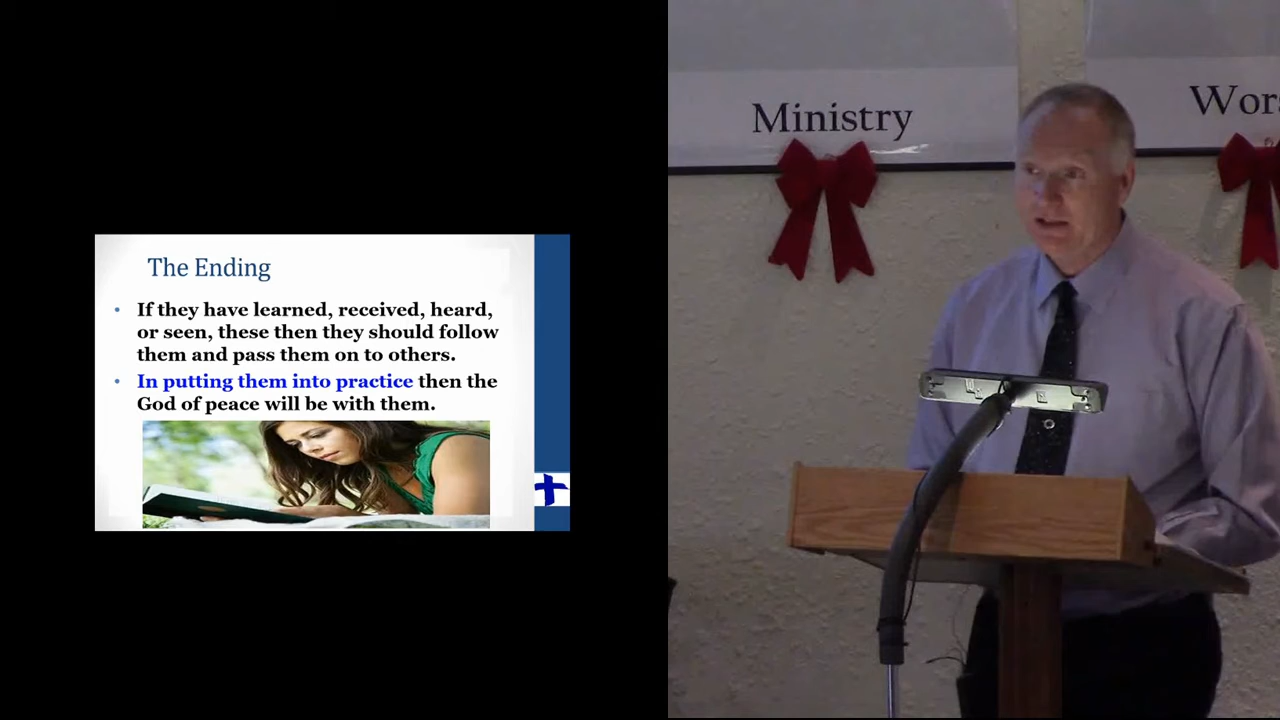 The Ending
• If they have learned, received, heard,
or seen, these then they should follow
them and pass them on to others.
• In putting them into practice then the
God of peace will be with them.
Ministry
Wor